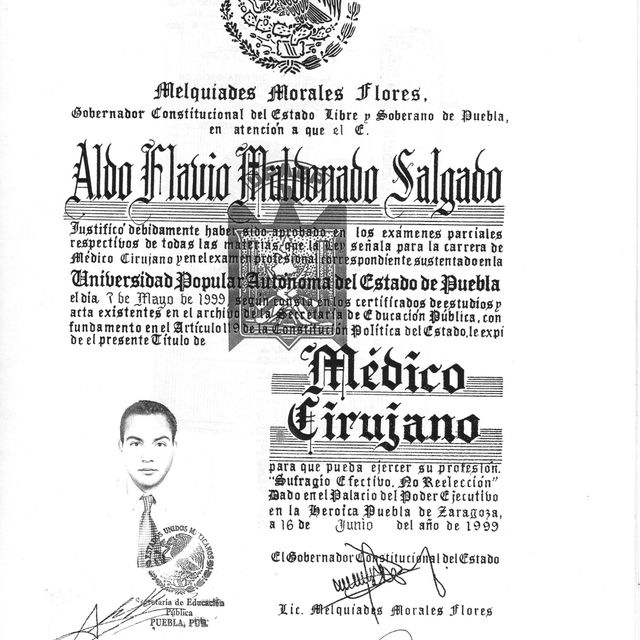 Melquiades Morales Flores,
Gobernador Constitucional del Estado Libre y Soberano de Puebla,
en atención a que el E.
Aldo Flavio Maldonado Salgado
Justificó debidamente haber sido aprobado en los exámenes parciales
respectivos de todas las materias que la Ley señala para la carrera de
Médico Cirujano y en el examen profesional correspondiente sustentado en la
Universidad Popular Autónoma del Estado de Puebla
el día 7 de Mayo de 1999, según consta en los certificados de estudios y
acta existentes en el archivo de la Secretaría de Educación Pública, con
fundamento en el Artículo 119 de la Constitución Política del Estado, le expi
de el presente Título de
Médico
Cirujano
para que pueda ejercer su profesión.
"Sufragio Efectivo. No Reelección"
Dado en el Palacio del Poder Ejecutivo
en la Heroica Puebla de Zaragoza,
a 16 de Junio del año de 1999
El Gobernador Constitucional del Estado
Lic. Melquiades Morales Flores
ESTADOS UNIDOS MEXICANOS
Secretaría de Educación
Pública
PUEBLA, PUE.